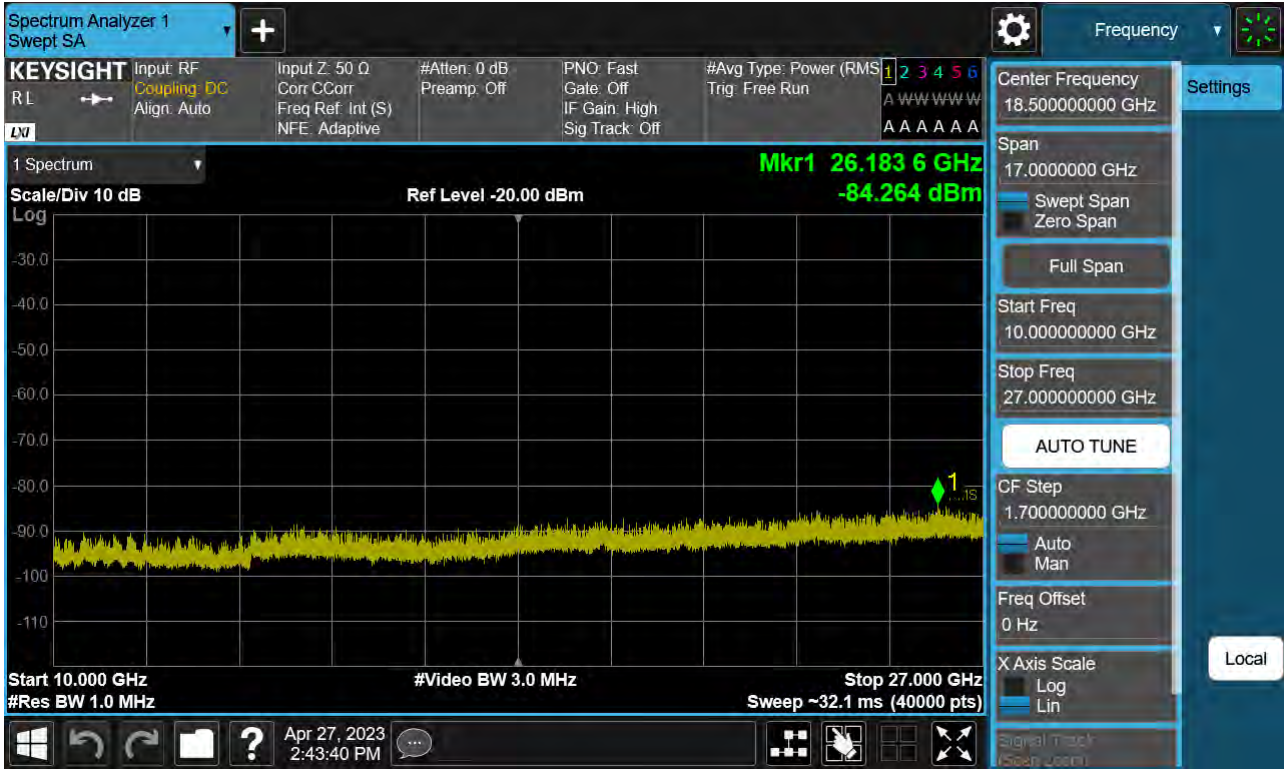 Spectrum Analyzer 1
Swept SA
+
Frequency
KEYSIGHT
RL
LXI
Input: RF
Coupling: DC
Align: Auto
Input Z: 50 Ω
Corr CCorr
Freq Ref: Int (S)
NFE: Adaptive
#Atten: 0 dB
Preamp: Off
PNO: Fast
Gate: Off
IF Gain: High
Sig Track: Off
#Avg Type: Power (RMS
Trig: Free Run
1 2 3 4 5 6
A W W W W W
A A A A A A
1 Spectrum
Scale/Div 10 dB
Log
Ref Level -20.00 dBm
Mkr1 26.183 6 GHz
-84.264 dBm
-30.0
-40.0
-50.0
-60.0
-70.0
-80.0
-90.0
-100
-110
1
Start 10.000 GHz
#Video BW 3.0 MHz
Stop 27.000 GHz
#Res BW 1.0 MHz
Sweep ~32.1 ms (40000 pts)
Center Frequency
18.500000000 GHz
Settings
Span
17.0000000 GHz
Swept Span
Zero Span
Full Span
Start Freq
10.000000000 GHz
Stop Freq
27.000000000 GHz
AUTO TUNE
CF Step
1.700000000 GHz
Auto
Man
Freq Offset
0 Hz
X Axis Scale
Log
Lin
Signal Track
(Span Zoom)
Local
?
Apr 27, 2023
2:43:40 PM